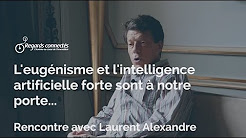 Regards connectés
L'eugénisme et l'intelligence
artificielle forte sont à notre
porte...
Rencontre avec Laurent Alexandre